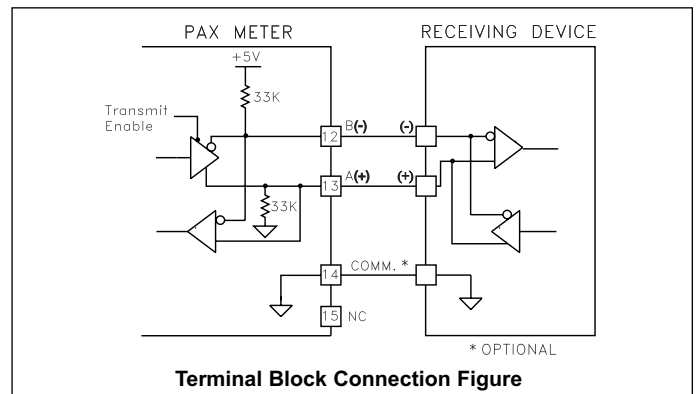 PAX METER
RECEIVING DEVICE
+5V
33K
Transmit
Enable
12 B(-) (-)
13 A(+) (+)
33K
14 COMM. *
15 NC
* OPTIONAL
Terminal Block Connection Figure